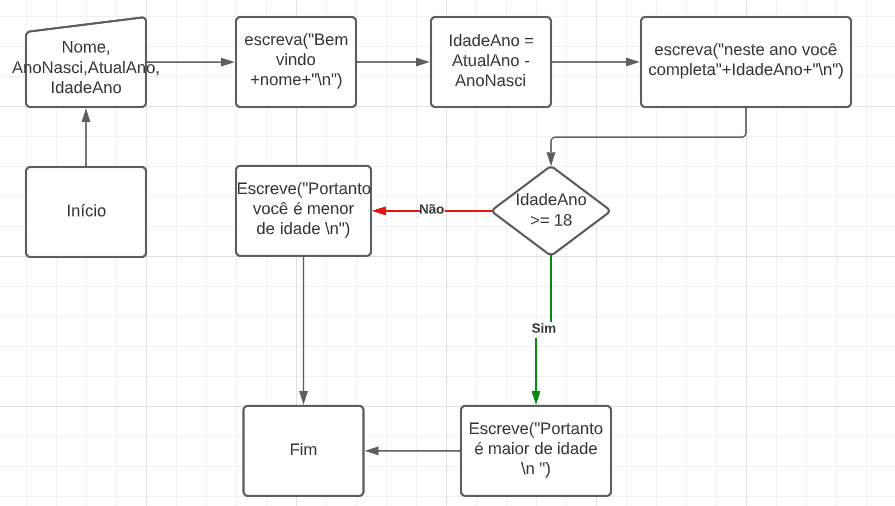 Nome,
AnoNasci,AtualAno,
IdadeAno
escreva("Bem
vindo
+nome+"\n")
IdadeAno =
AtualAno -
AnoNasci
escreva("neste ano você
completa"+IdadeAno+"\n")
Início
Escreve("Portanto
você é menor
de idade \n")
Não
IdadeAno
>= 18
Sim
Fim
Escreve("Portanto
é maior de idade
\n ")